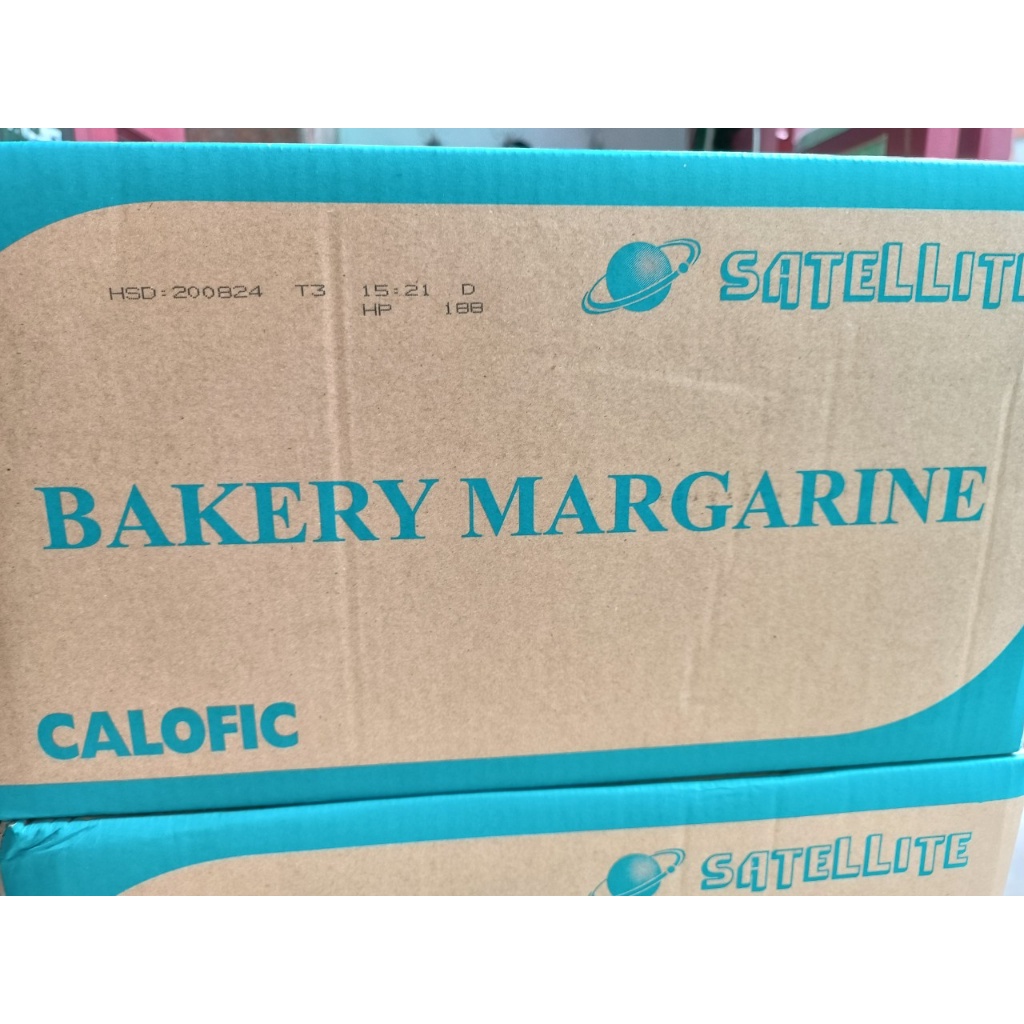 HSD:200824 T3 15:21 D
HP 188
SATELLITE
BAKERY MARGARINE
CALOFIC
SATELLITE